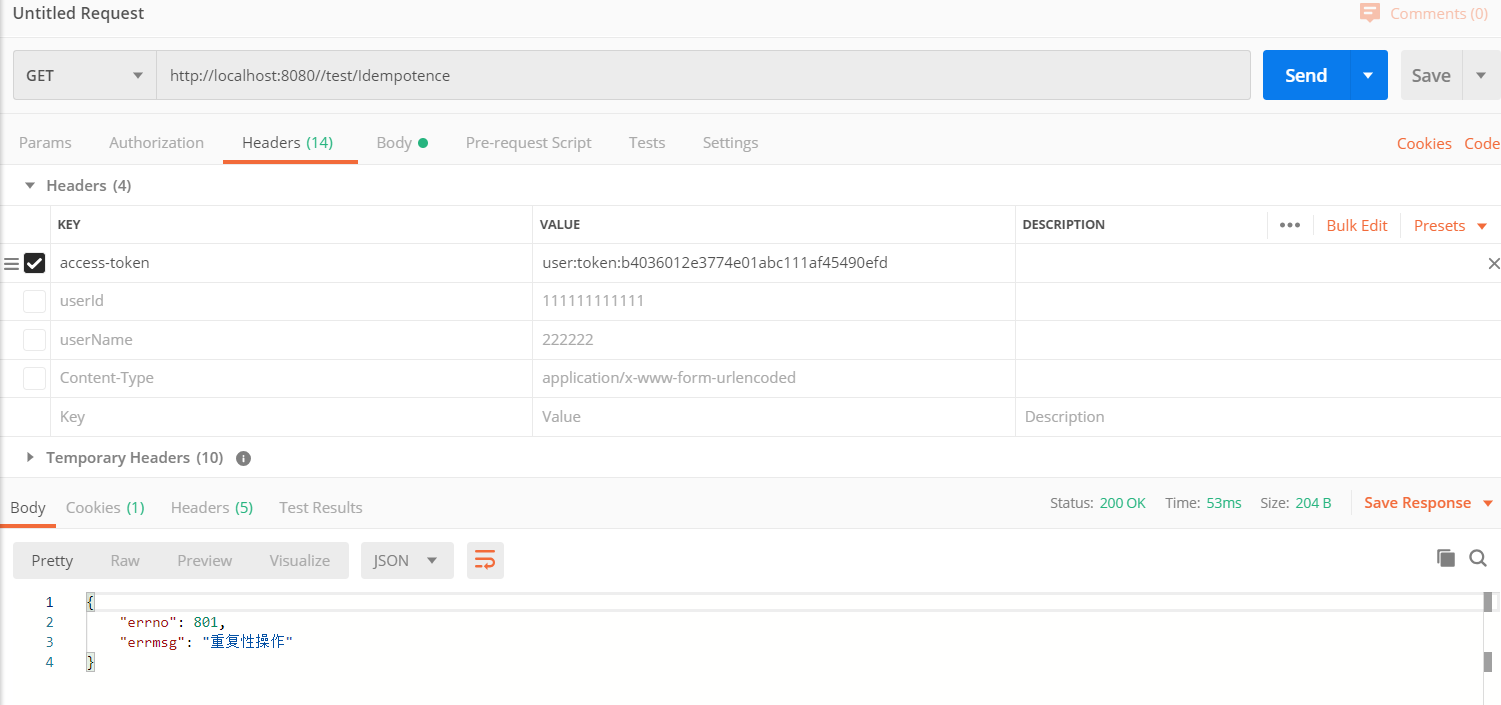 Untitled Request
Comments (0)
GET http://localhost:8080//test/Idempotence Send Save
Params Authorization Headers (14) Body Pre-request Script Tests Settings Cookies Code
Headers (4)
KEY VALUE DESCRIPTION ••• Bulk Edit Presets
access-token user:token:b4036012e3774e01abc111af45490efd
userId 111111111111
userName 222222
Content-Type application/x-www-form-urlencoded
Key Value Description
Temporary Headers (10)
Body Cookies (1) Headers (5) Test Results Status: 200 OK Time: 53ms Size: 204 B Save Response
Pretty Raw Preview Visualize JSON
1 {
2 "errno": 801,
3 "errmsg": "重复性操作"
4 }